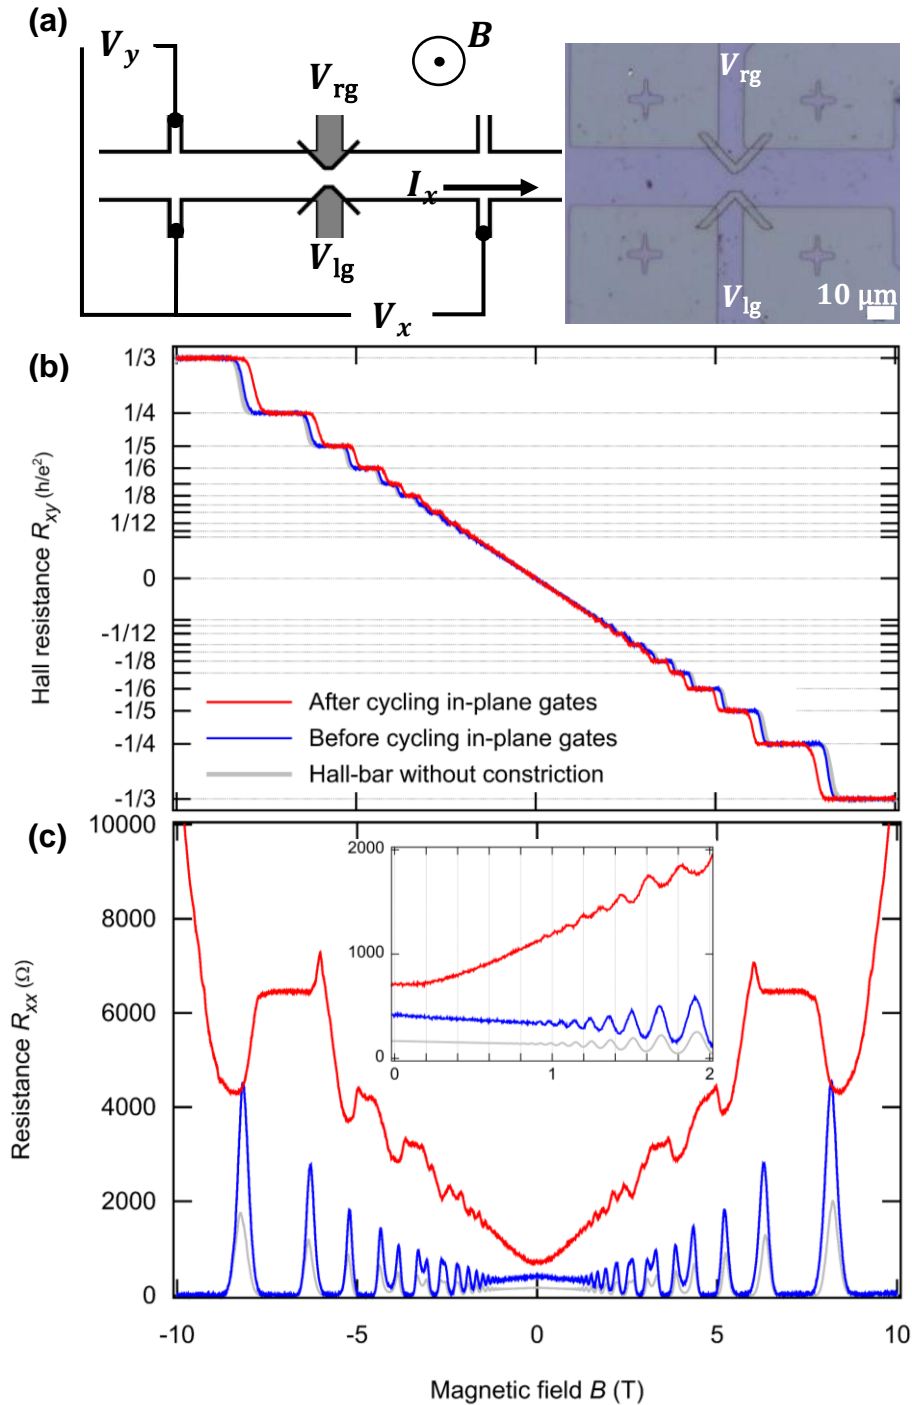 (a)
V_y
B
V_rg
I_x
V_lg
V_x
V_rg
V_lg
10 μm
(b)
Hall resistance R_xy (h/e²)
1/3
1/4
1/5
1/6
1/8
1/12
0
-1/12
-1/8
-1/6
-1/5
-1/4
-1/3
After cycling in-plane gates
Before cycling in-plane gates
Hall-bar without constriction
(c)
Resistance R_xx (Ω)
10000
8000
6000
4000
2000
0
2000
1000
0
0
1
2
-10
-5
0
5
10
Magnetic field B (T)